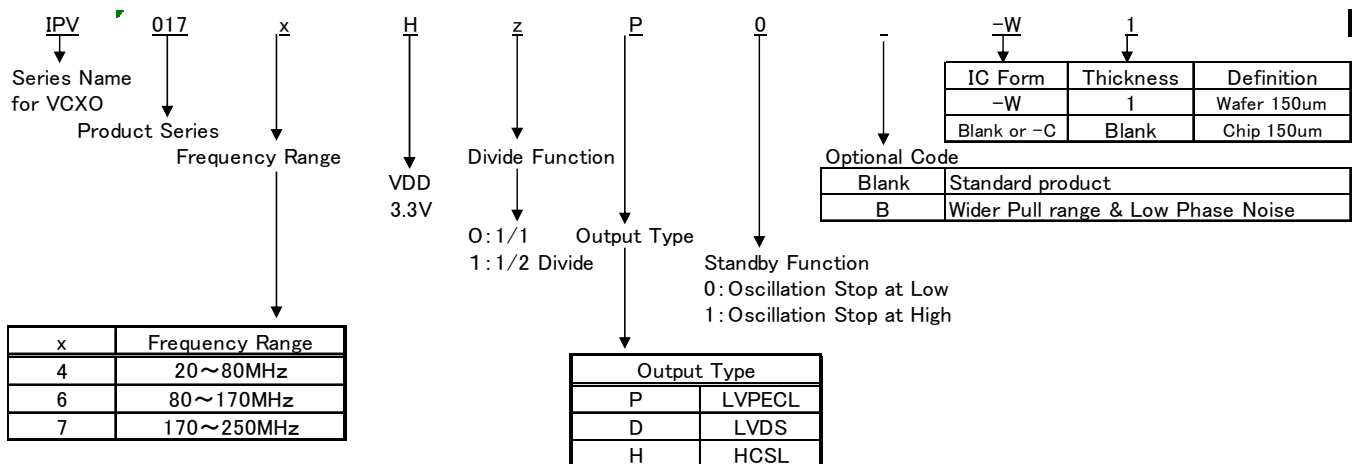 IPV 017 x H z P 0 _ -W 1
Series Name
for VCXO
Product Series
Frequency Range
VDD
3.3V
Divide Function
O:1/1
1:1/2 Divide
Output Type
Standby Function
0:Oscillation Stop at Low
1:Oscillation Stop at High
IC Form Thickness Definition
-W 1 Wafer 150um
Blank or -C Blank Chip 150um
Optional Code
Blank Standard product
B Wider Pull range & Low Phase Noise
x Frequency Range
4 20~80MHz
6 80~170MHz
7 170~250MHz
Output Type
P LVPECL
D LVDS
H HCSL